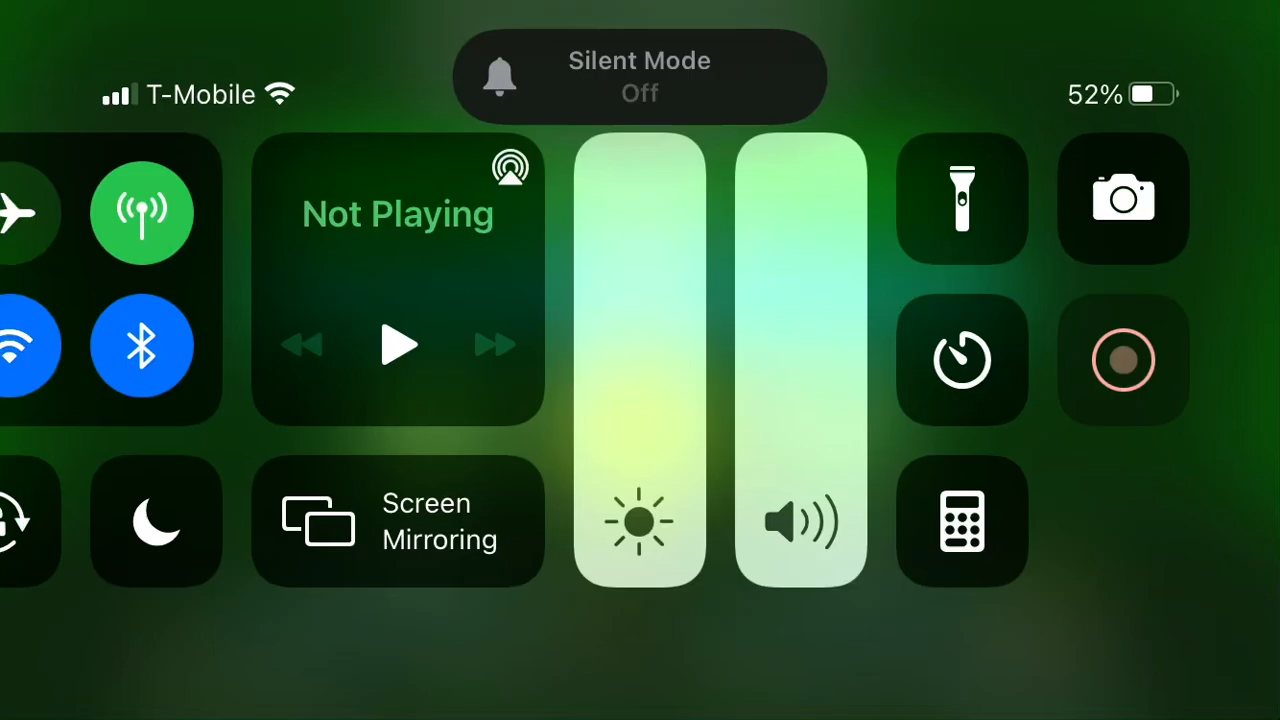 Silent Mode
Off
T-Mobile
52%
Not Playing
Screen
Mirroring